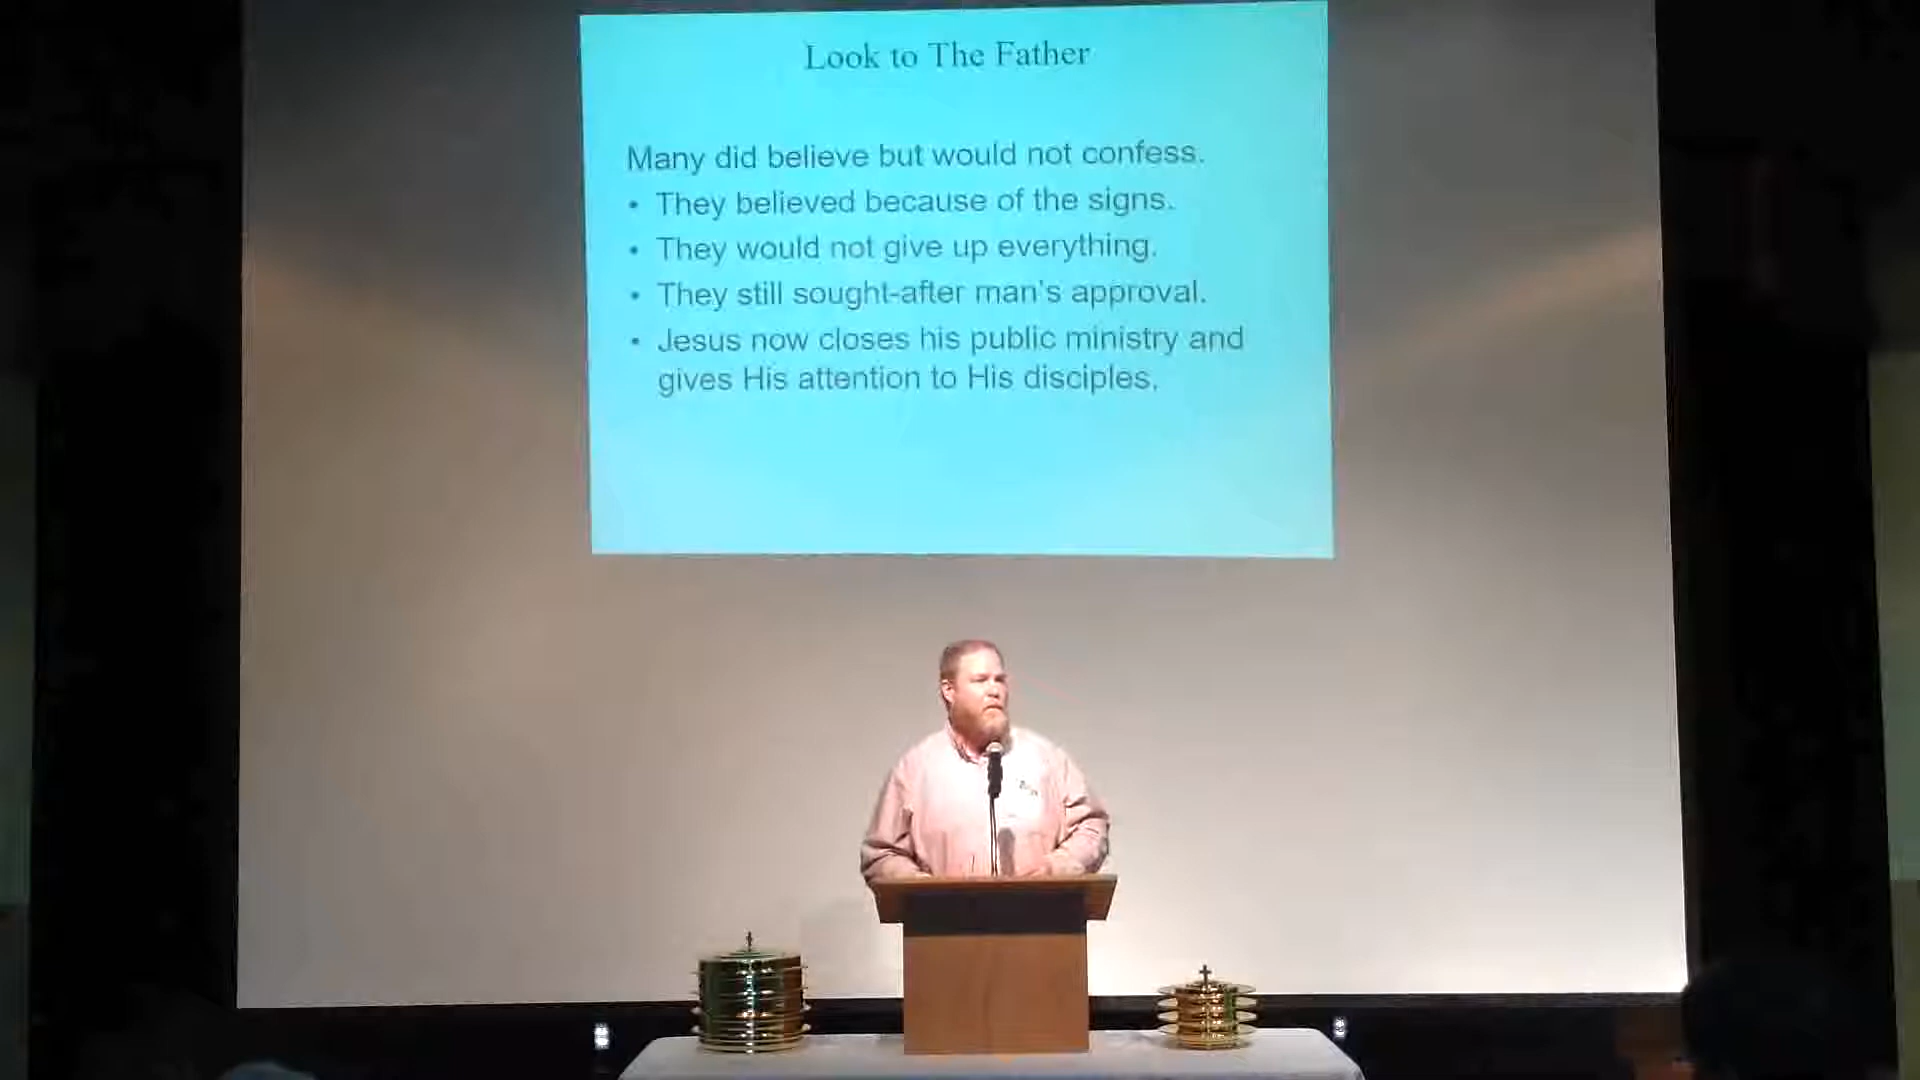 Look to The Father
Many did believe but would not confess.
• They believed because of the signs.
• They would not give up everything.
• They still sought-after man's approval.
• Jesus now closes his public ministry and
gives His attention to His disciples.